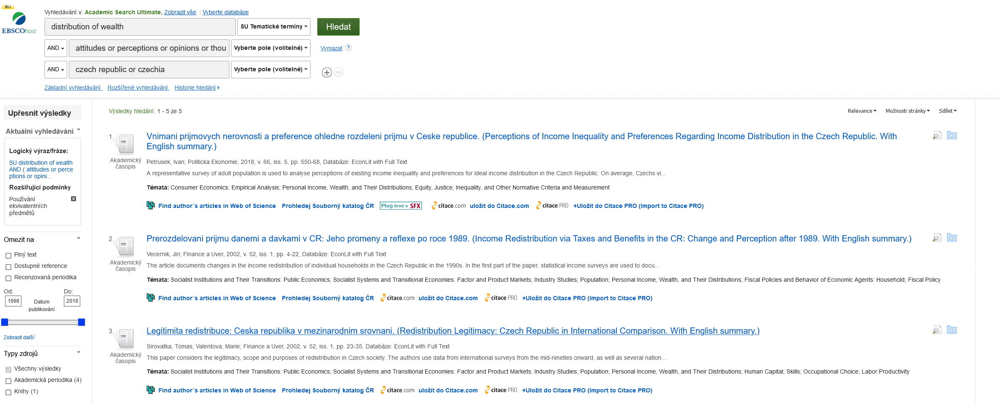 MůJ
EBSCOhost
Vyhledávání v: Academic Search Ultimate, Zobrazit vše | Vyberte databáze
distribution of wealth SU Tematické termíny Hledat
AND attitudes or perceptions or opinions or thou Vyberte pole (volitelné) Vymazat ?
AND czech republic or czechia Vyberte pole (volitelné)
Základní vyhledávání Rozšířené vyhledávání Historie hledání
Upřesnit výsledky
Aktuální vyhledávání
Logický výraz/fráze:
SU distribution of wealth
AND ( attitudes or perce
ptions or opini...
Rozšiřující podmínky
Používání
ekvivalentních
předmětů
Omezit na
Plný text
Dostupné reference
Recenzovaná periodika
Od: Do:
1998 Datum 2018
publikování
Zobrazit další
Typy zdrojů
Všechny výsledky
Akademická periodika (4)
Knihy (1)
Výsledky hledání: 1 - 5 ze 5
Relevance Možnosti stránky Sdílet
1. Vnimani prijmovych nerovnosti a preference ohledne rozdeleni prijmu v Ceske republice. (Perceptions of Income Inequality and Preferences Regarding Income Distribution in the Czech Republic. With
English summary.)
Akademický
časopis
Petrusek, Ivan; Politicka Ekonomie, 2018, v. 66, iss. 5, pp. 550-68, Databáze: EconLit with Full Text
A representative survey of adult population is used to analyse perceptions of existing income inequality and preferences for ideal income distribution in the Czech Republic. On average, Czechs vi...
Témata: Consumer Economics: Empirical Analysis; Personal Income, Wealth, and Their Distributions; Equity, Justice, Inequality, and Other Normative Criteria and Measurement
Find author´s articles in Web of Science Prohledej Souborný katalog ČR Plný text s SFX citace.com uložit do Citace.com citace PRO +Uložit do Citace PRO (Import to Citace PRO)
2. Prerozdelovani prijmu danemi a davkami v CR: Jeho promeny a reflexe po roce 1989. (Income Redistribution via Taxes and Benefits in the CR: Change and Perception after 1989. With English summary.)
Akademický
časopis
Vecernik, Jiri; Finance a Uver, 2002, v. 52, iss. 1, pp. 4-22, Databáze: EconLit with Full Text
The article documents changes in the income redistribution of individual households in the Czech Republic in the 1990s. In the first part of the paper, statistical income surveys are used to docu...
Témata: Socialist Institutions and Their Transitions: Public Economics; Socialist Systems and Transitional Economies: Factor and Product Markets; Industry Studies; Population; Personal Income, Wealth, and Their Distributions; Fiscal Policies and Behavior of Economic Agents: Household; Fiscal Policy
Find author´s articles in Web of Science Prohledej Souborný katalog ČR citace.com uložit do Citace.com citace PRO +Uložit do Citace PRO (Import to Citace PRO)
3. Legitimita redistribuce: Ceska republika v mezinarodnim srovnani. (Redistribution Legitimacy: Czech Republic in International Comparison. With English summary.)
Akademický
časopis
Sirovatka, Tomas; Valentova, Marie; Finance a Uver, 2002, v. 52, iss. 1, pp. 23-35, Databáze: EconLit with Full Text
This paper considers the legitimacy, scope and purposes of redistribution in Czech society. The authors use data from international surveys from the mid-nineties onward, as well as several nation...
Témata: Socialist Institutions and Their Transitions: Public Economics; Socialist Systems and Transitional Economies: Factor and Product Markets; Industry Studies; Population; Personal Income, Wealth, and Their Distributions; Human Capital; Skills; Occupational Choice; Labor Productivity
Find author´s articles in Web of Science Prohledej Souborný katalog ČR citace.com uložit do Citace.com citace PRO +Uložit do Citace PRO (Import to Citace PRO)